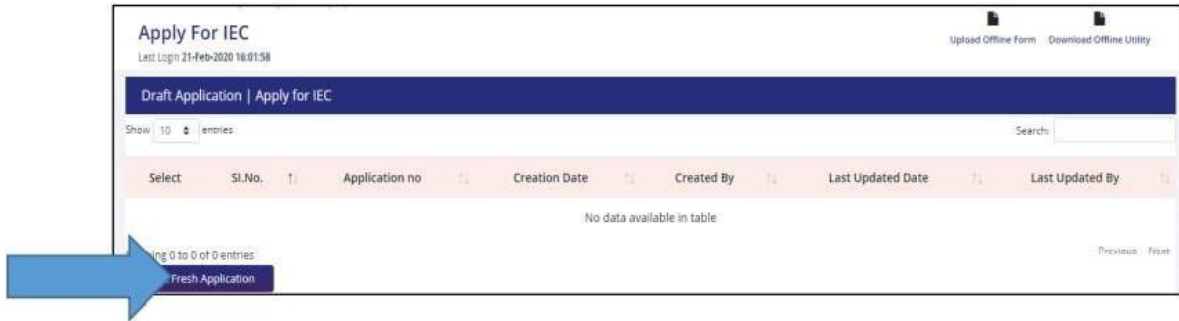 Apply For IEC
Upload Offline Form Download Offline Utility
Last Login 21-Feb-2020 16:01:58
Draft Application | Apply for IEC
Show 10 entries Search:
Select Sl.No. Application no Creation Date Created By Last Updated Date Last Updated By
No data available in table
ing 0 to 0 of 0 entries Previous Next
Fresh Application